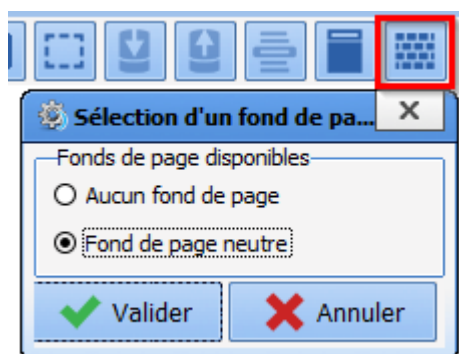 Sélection d'un fond de pa...
Fonds de page disponibles
Aucun fond de page
Fond de page neutre
Valider
Annuler